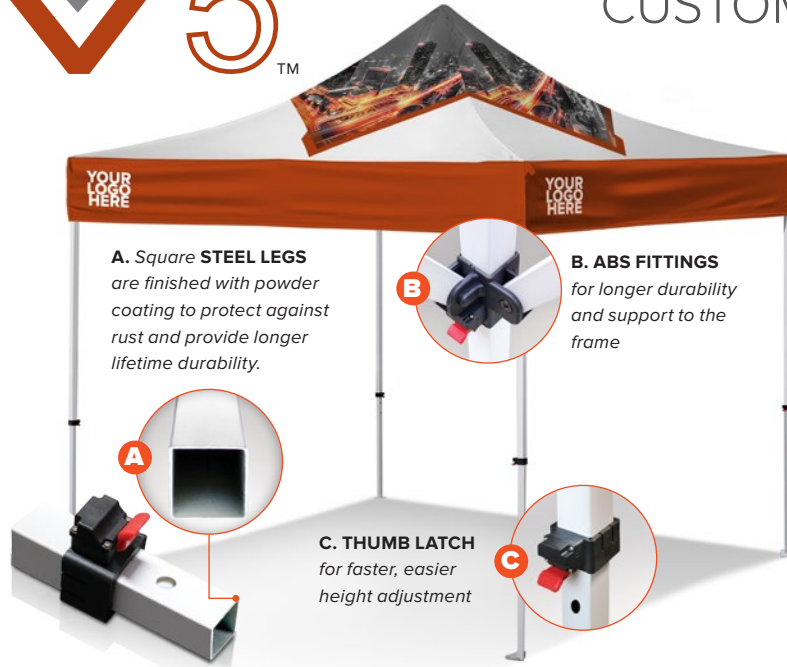 5
TM
CUSTOM
YOUR
LOGO
HERE
YOUR
LOGO
HERE
A. Square STEEL LEGS
are finished with powder
coating to protect against
rust and provide longer
lifetime durability.
B
B. ABS FITTINGS
for longer durability
and support to the
frame
A
C. THUMB LATCH
for faster, easier
height adjustment
C